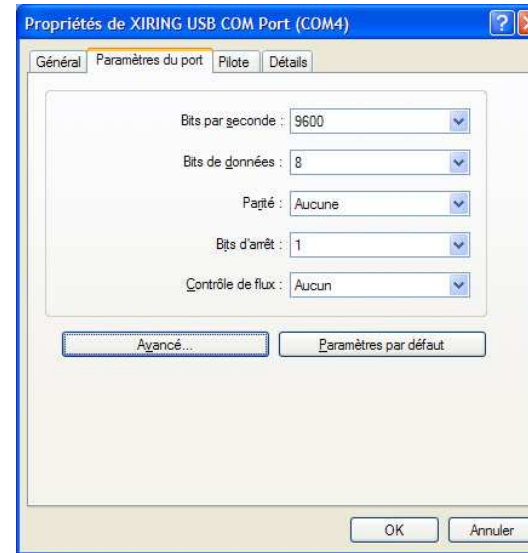 Propriétés de XIRING USB COM Port (COM4)
Général Paramètres du port Pilote Détails
Bits par seconde : 9600
Bits de données : 8
Parité : Aucune
Bits d'arrêt : 1
Contrôle de flux : Aucun
Avancé... Paramètres par défaut
OK Annuler